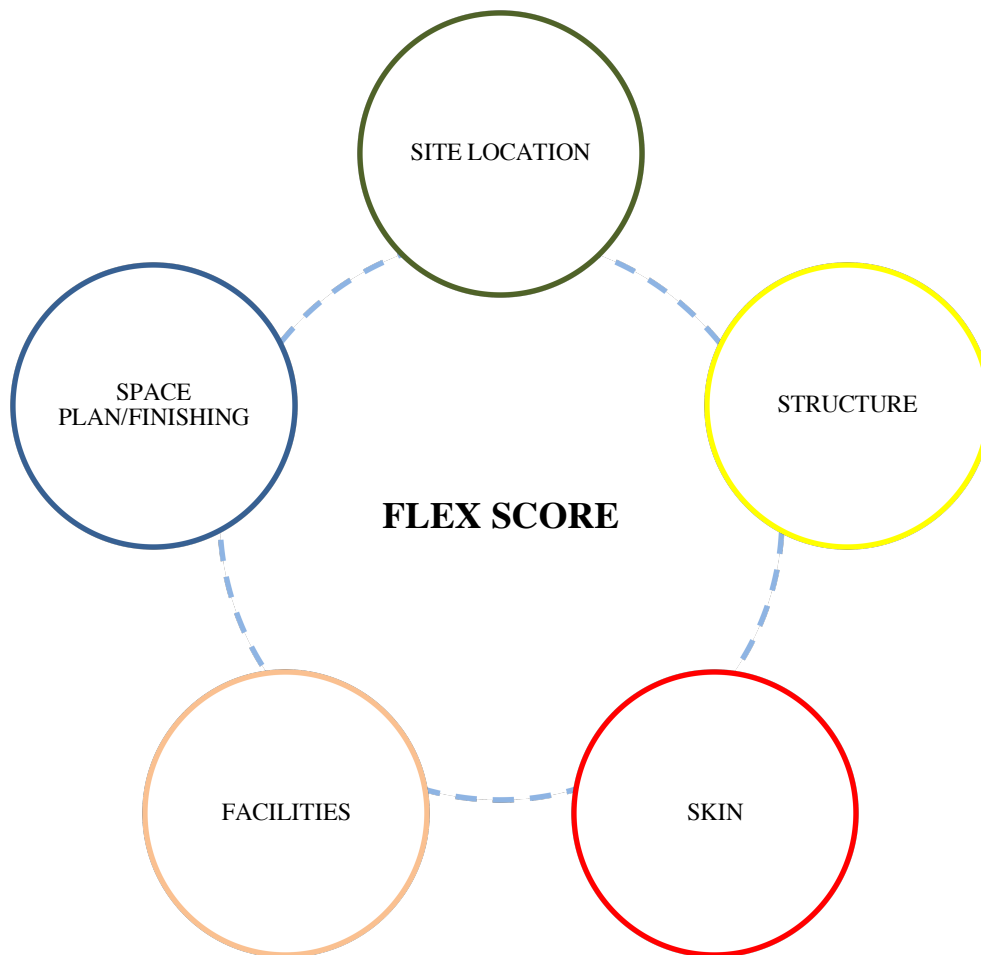 SITE LOCATION
STRUCTURE
SPACE
PLAN/FINISHING
FLEX SCORE
FACILITIES
SKIN